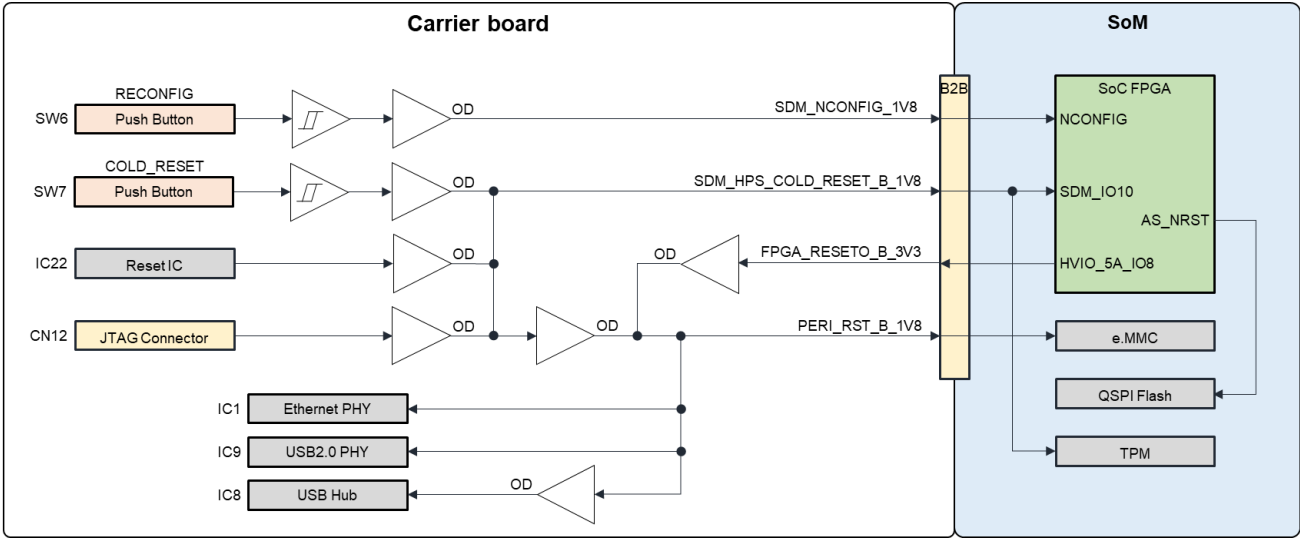 Carrier board
SoM
RECONFIG
SW6
Push Button
OD
SDM_NCONFIG_1V8
B2B
SoC FPGA
NCONFIG
COLD_RESET
SW7
Push Button
OD
SDM_HPS_COLD_RESET_B_1V8
SDM_IO10
AS_NRST
IC22
Reset IC
OD
OD
FPGA_RESETO_B_3V3
HVIO_5A_IO8
CN12
JTAG Connector
OD
OD
PERI_RST_B_1V8
e.MMC
IC1
Ethernet PHY
QSPI Flash
IC9
USB2.0 PHY
TPM
IC8
USB Hub
OD